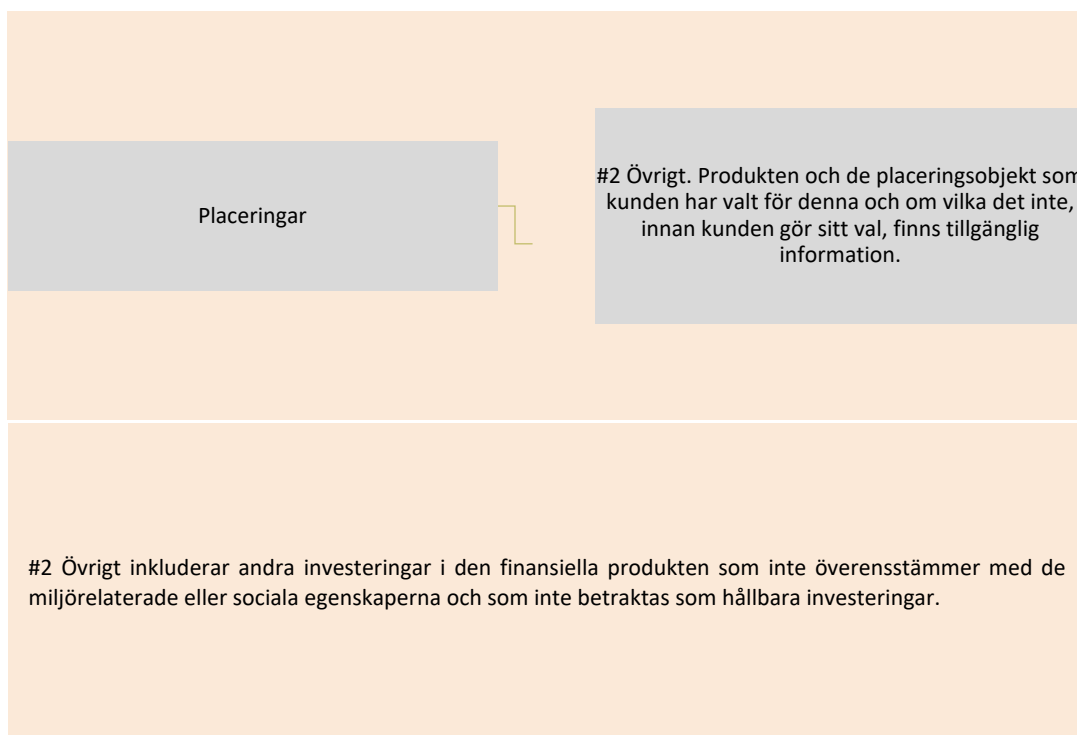 Placeringar
#2 Övrigt. Produkten och de placeringsobjekt som
kunden har valt för denna och om vilka det inte,
innan kunden gör sitt val, finns tillgänglig
information.
#2 Övrigt inkluderar andra investeringar i den finansiella produkten som inte överensstämmer med de
miljörelaterade eller sociala egenskaperna och som inte betraktas som hållbara investeringar.